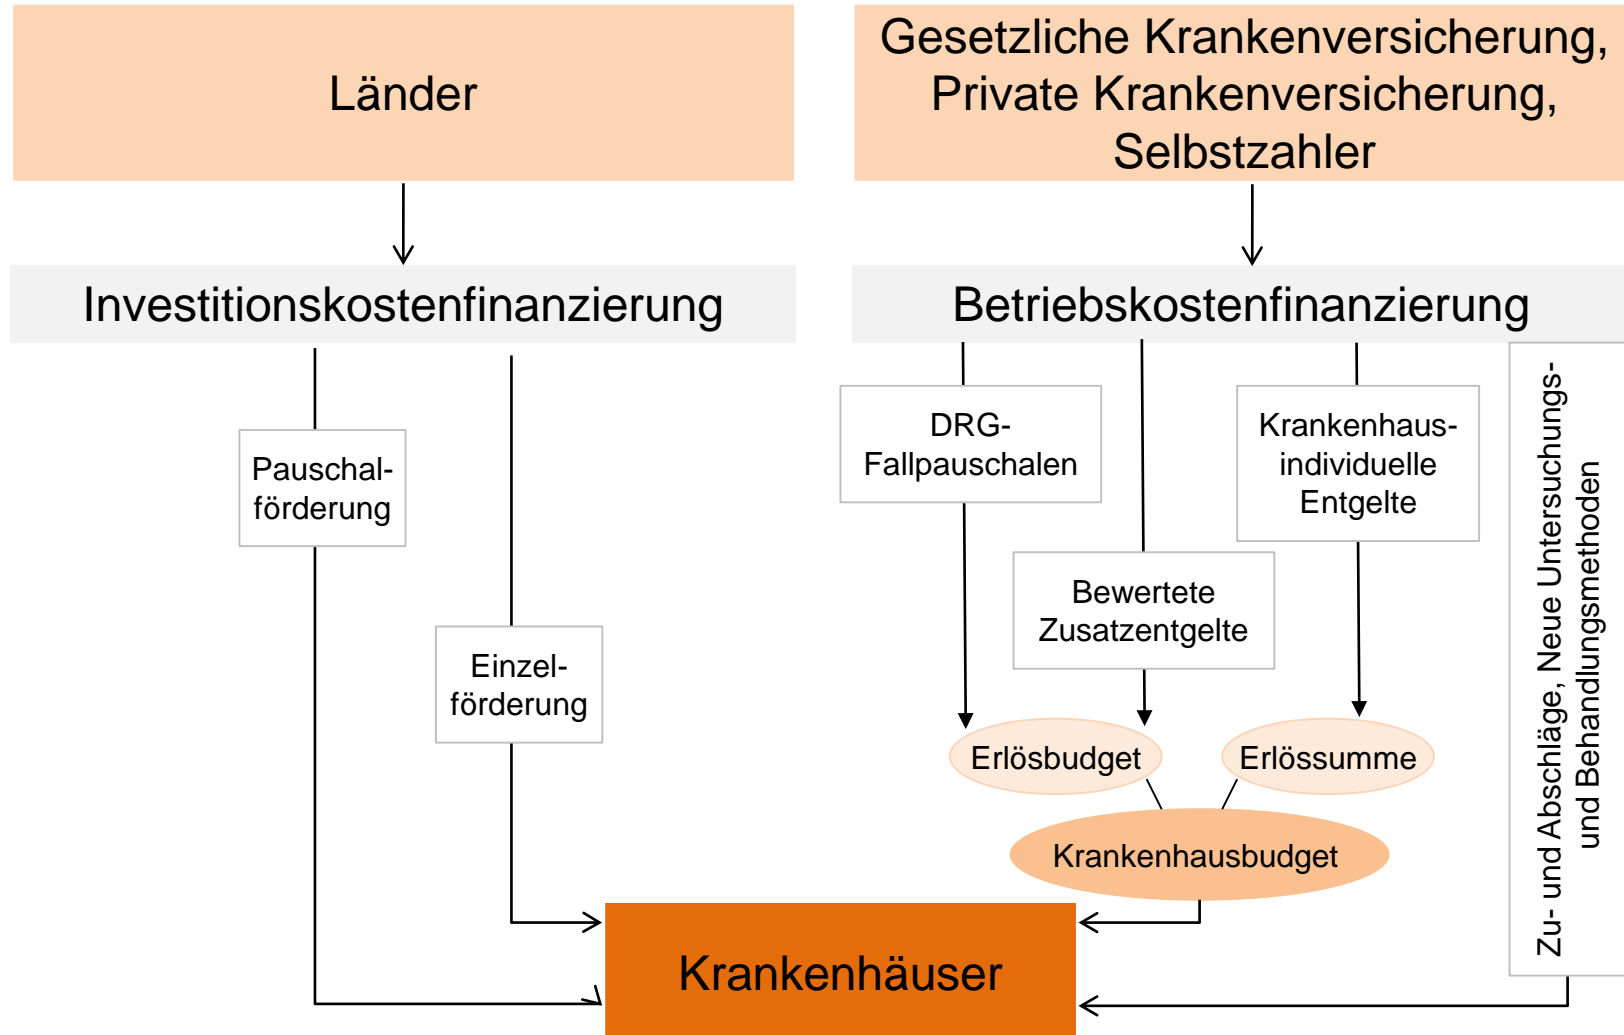 Länder
Gesetzliche Krankenversicherung,
Private Krankenversicherung,
Selbstzahler
Investitionskostenfinanzierung
Betriebskostenfinanzierung
Pauschal-
förderung
Einzel-
förderung
DRG-
Fallpauschalen
Bewertete
Zusatzentgelte
Krankenhaus-
individuelle
Entgelte
Zu- und Abschläge, Neue Untersuchungs-
und Behandlungsmethoden
Erlösbudget
Erlössumme
Krankenhausbudget
Krankenhäuser